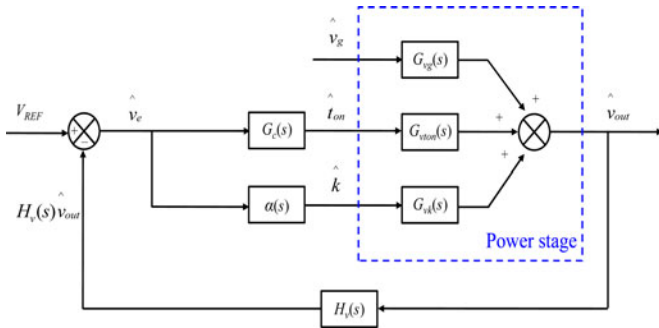 v̂g
Gvg(s)
+
VREF
+
−
v̂e
Gc(s)
t̂on
Gvton(s)
+
v̂out
+
k̂
α(s)
Gvk(s)
Hv(s)v̂out
Power stage
Hv(s)